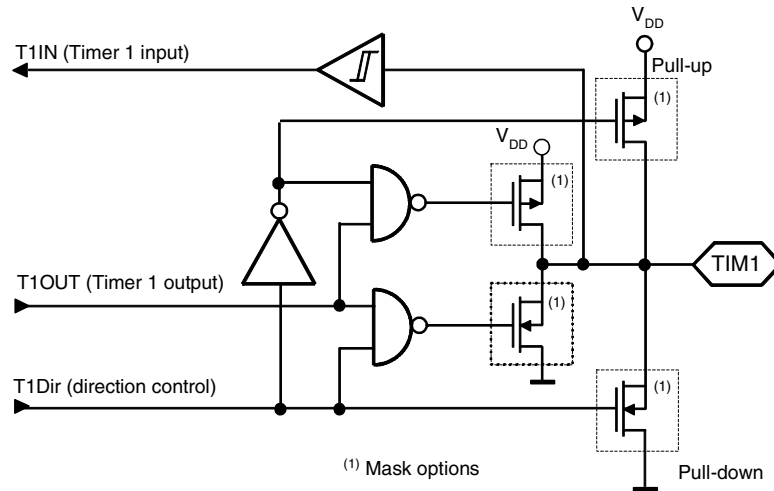 V_DD
T1IN (Timer 1 input)
Pull-up
(1)
V_DD
(1)
T1OUT (Timer 1 output)
TIM1
(1)
T1Dir (direction control)
(1)
(1) Mask options
Pull-down